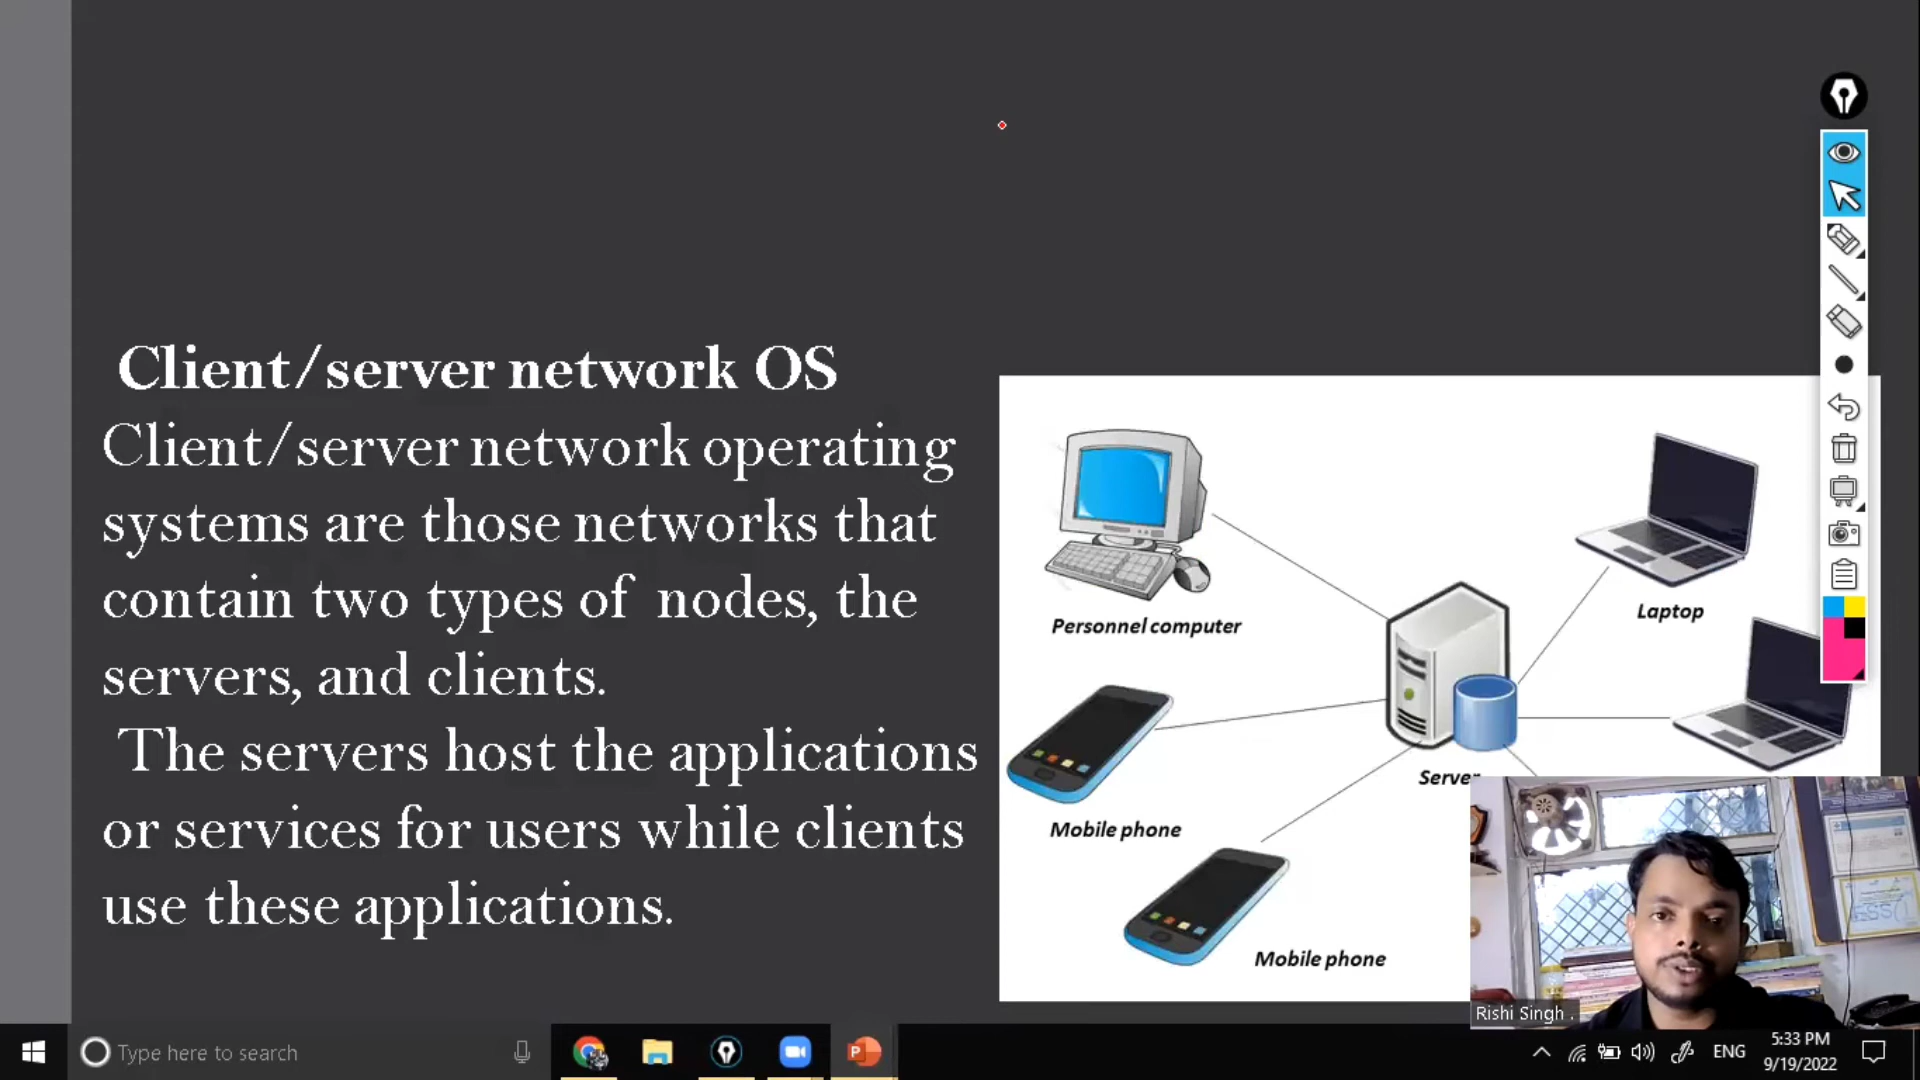 Client/server network OS
Client/server network operating
systems are those networks that
contain two types of nodes, the
servers, and clients.
The servers host the applications
or services for users while clients
use these applications.
Personnel computer
Laptop
Mobile phone
Server
Mobile phone
Rishi Singh .
Type here to search
P
ENG
5:33 PM
9/19/2022